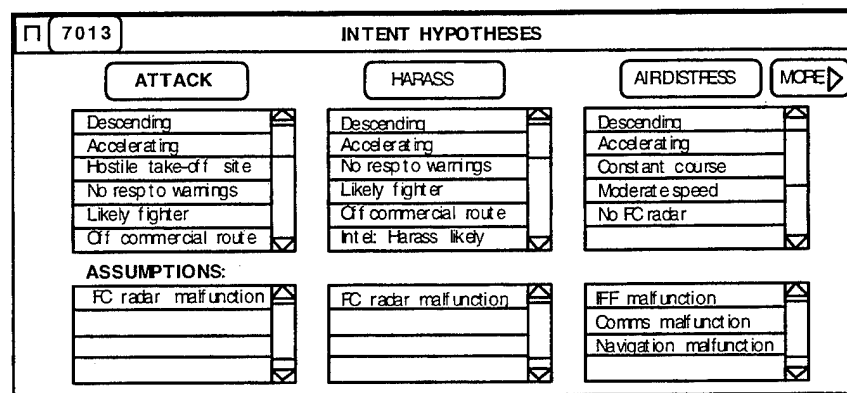 7013 INTENT HYPOTHESES
ATTACK HARASS AIR DISTRESS MORE
Descending Descending Descending
Accelerating Accelerating Accelerating
Hostile take-off site No resp to warnings Constant course
No resp to warnings Likely fighter Moderate speed
Likely fighter Off commercial route No FC radar
Off commercial route Intel: Harass likely
ASSUMPTIONS:
FC radar malfunction FC radar malfunction IFF malfunction
Comms malfunction
Navigation malfunction